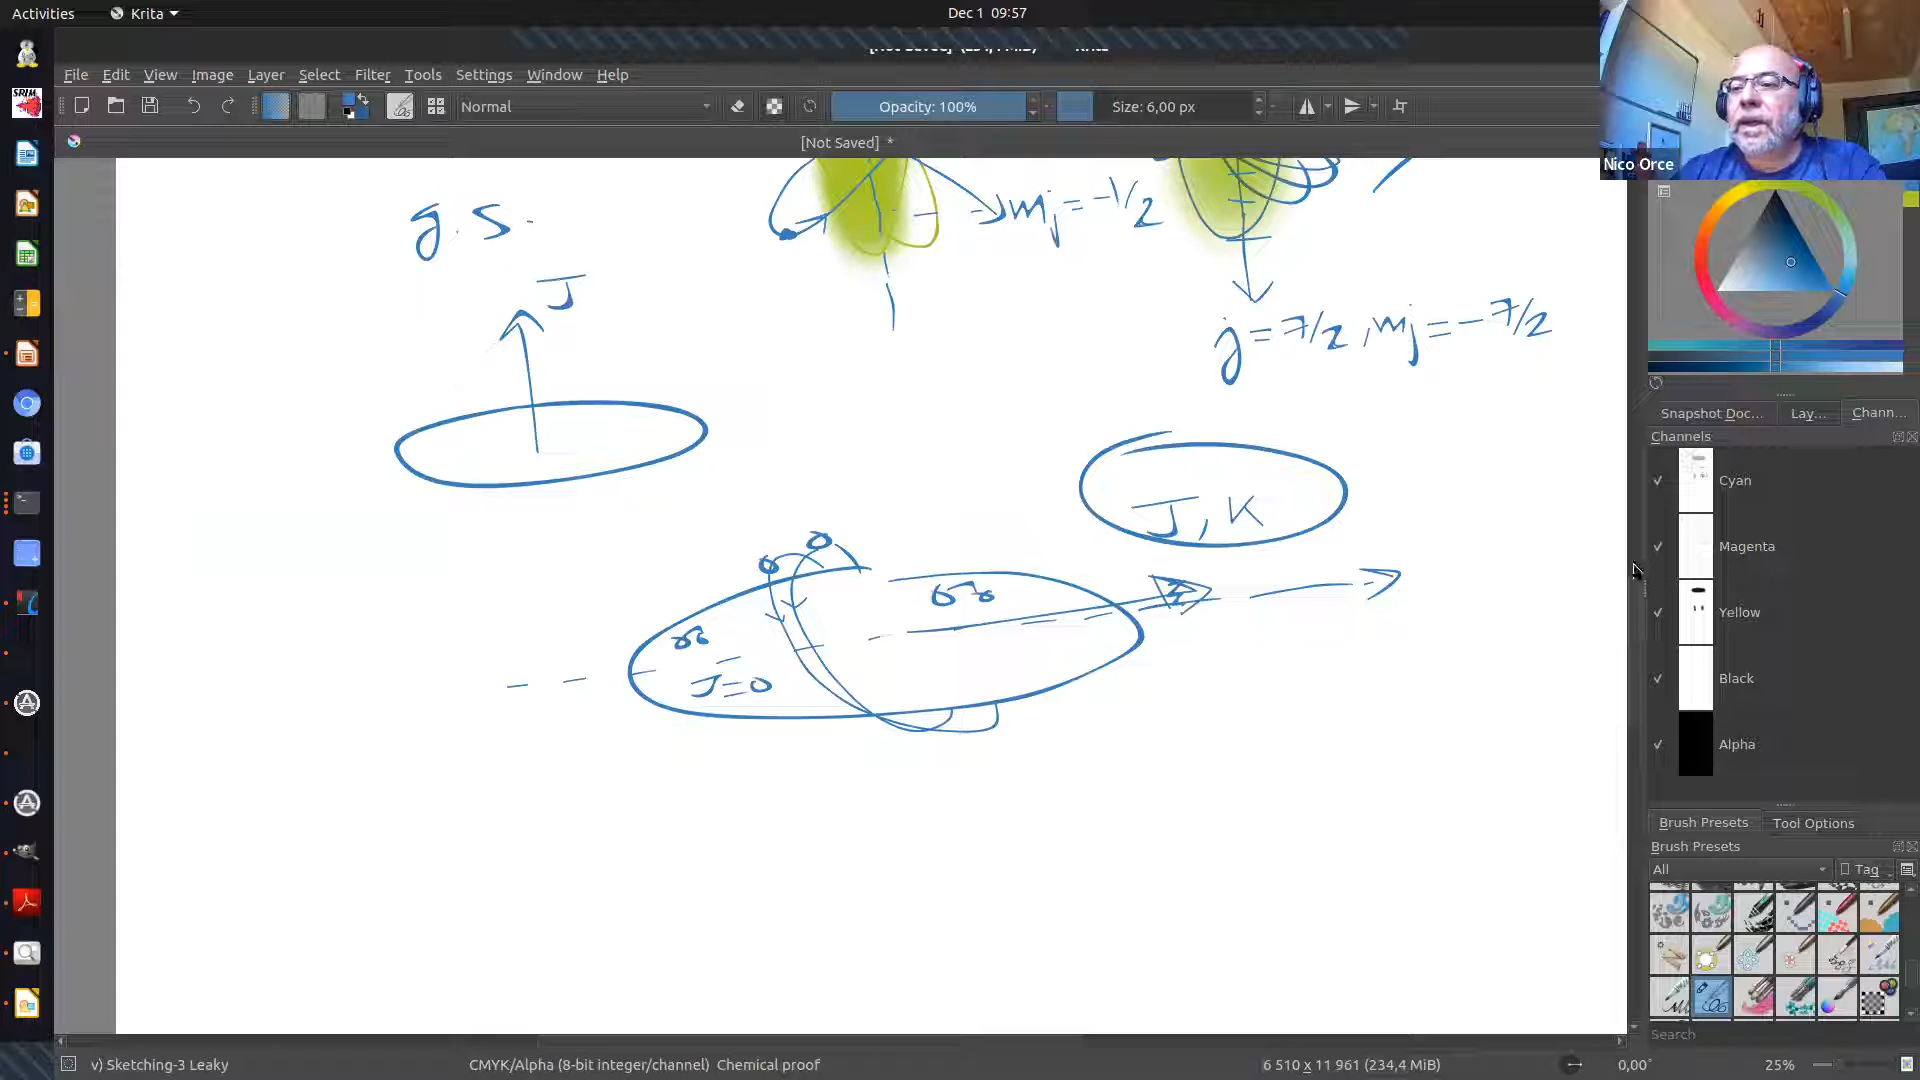 Activities Krita Dec 1 09:57
File Edit View Image Layer Select Filter Tools Settings Window Help
SRIM
Normal Opacity: 100% Size: 6,00 px
[Not Saved] *
Nico Orce
g.s.
mj = -1/2
J
j = 7/2, mj = - 7/2
J, K
J = 0
Snapshot Doc... Lay... Chann...
Channels
Cyan
Magenta
Yellow
Black
Alpha
Brush Presets Tool Options
Brush Presets
All Tag
Search
v) Sketching-3 Leaky CMYK/Alpha (8-bit integer/channel) Chemical proof 6 510 x 11 961 (234,4 MiB) 0,00° 25%